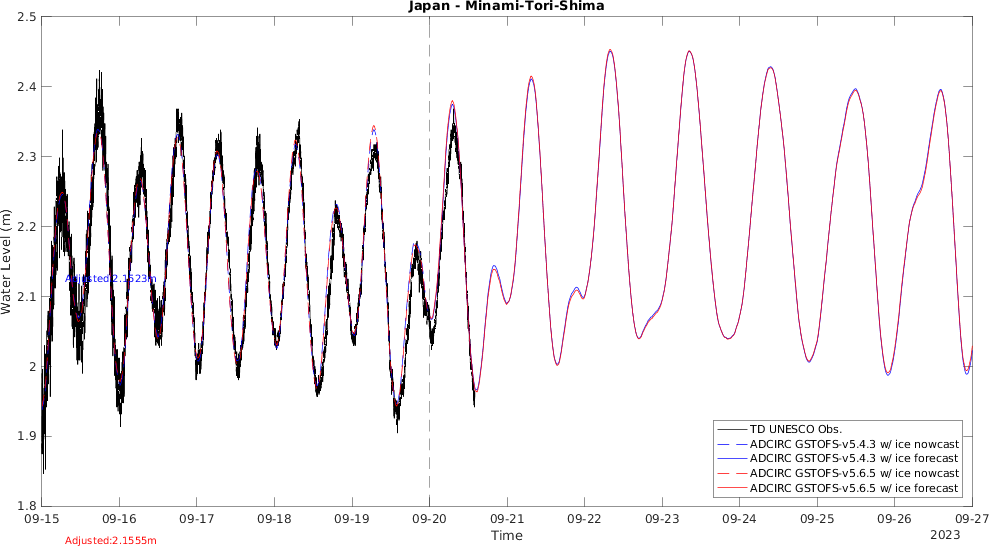 Japan - Minami-Tori-Shima
Water Level (m)
2.5
2.4
2.3
2.2
2.1
2
1.9
1.8
Adjusted:2.1523m
TD UNESCO Obs.
ADCIRC GSTOFS-v5.4.3 w/ ice nowcast
ADCIRC GSTOFS-v5.4.3 w/ ice forecast
ADCIRC GSTOFS-v5.6.5 w/ ice nowcast
ADCIRC GSTOFS-v5.6.5 w/ ice forecast
09-15 09-16 09-17 09-18 09-19 09-20 09-21 09-22 09-23 09-24 09-25 09-26 09-27
Time
2023
Adjusted:2.1555m